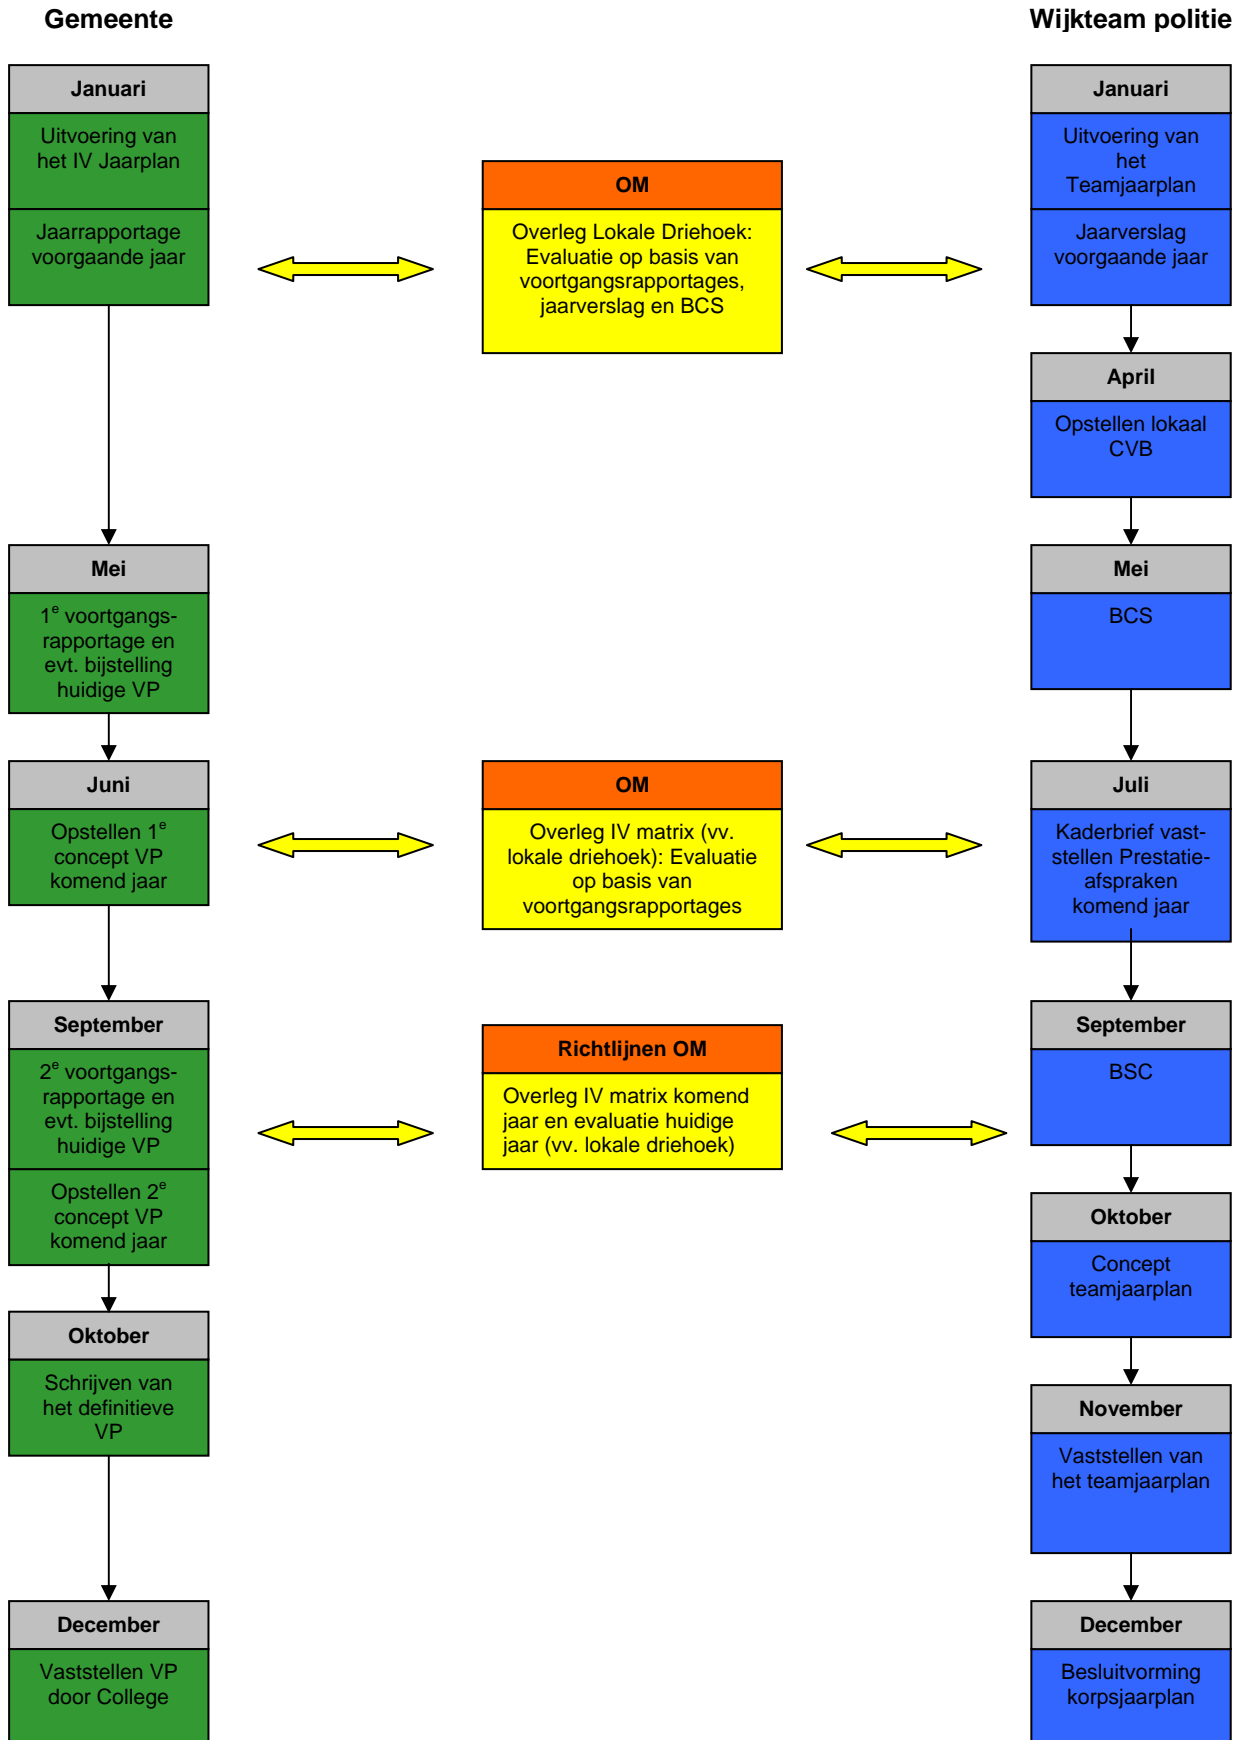 Gemeente
Wijkteam politie
Januari
Uitvoering van
het IV Jaarplan
Jaarrapportage
voorgaande jaar
OM
Overleg Lokale Driehoek:
Evaluatie op basis van
voortgangsrapportages,
jaarverslag en BCS
Januari
Uitvoering van
het
Teamjaarplan
Jaarverslag
voorgaande jaar
April
Opstellen lokaal
CVB
Mei
1e voortgangs-
rapportage en
evt. bijstelling
huidige VP
Mei
BCS
Juni
Opstellen 1e
concept VP
komend jaar
OM
Overleg IV matrix (vv.
lokale driehoek): Evaluatie
op basis van
voortgangsrapportages
Juli
Kaderbrief vast-
stellen Prestatie-
afspraken
komend jaar
September
2e voortgangs-
rapportage en
evt. bijstelling
huidige VP
Opstellen 2e
concept VP
komend jaar
Richtlijnen OM
Overleg IV matrix komend
jaar en evaluatie huidige
jaar (vv. lokale driehoek)
September
BSC
Oktober
Concept
teamjaarplan
Oktober
Schrijven van
het definitieve
VP
November
Vaststellen van
het teamjaarplan
December
Vaststellen VP
door College
December
Besluitvorming
korpsjaarplan